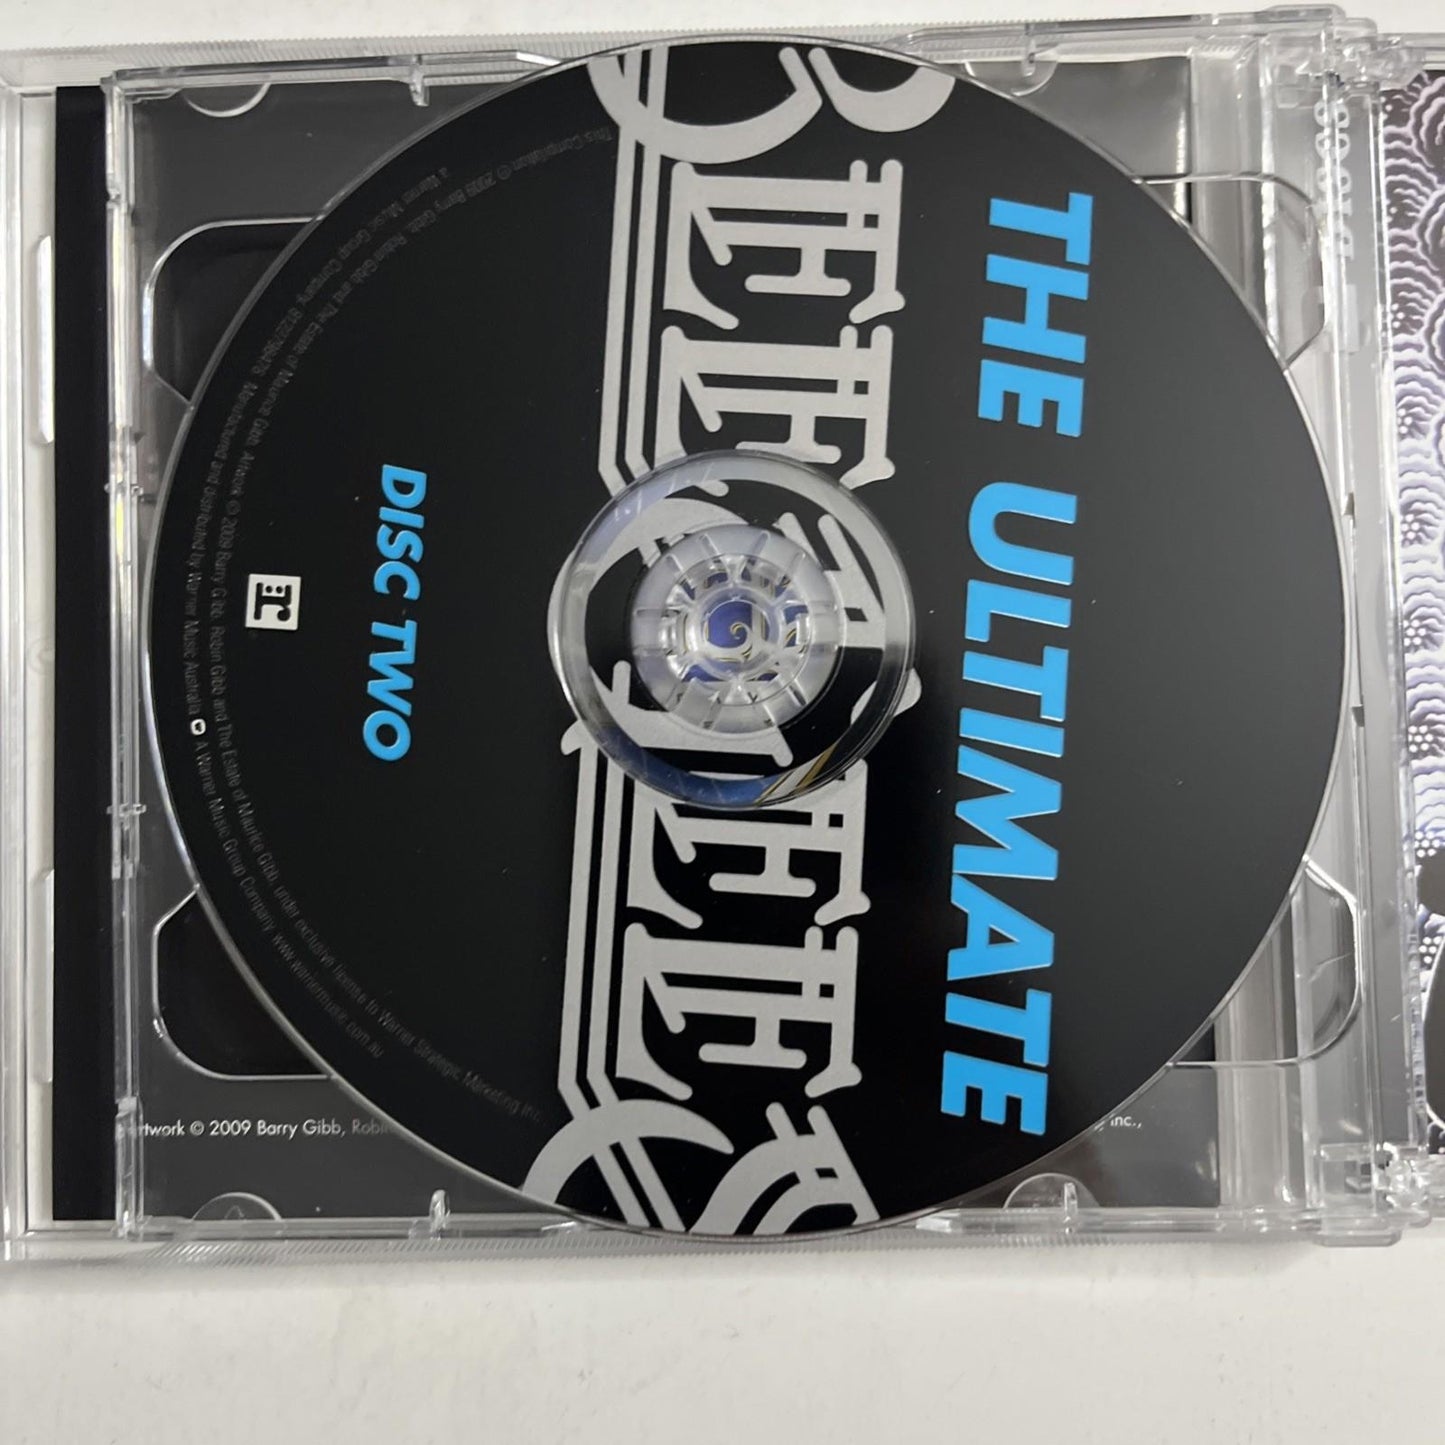 THE ULTIMATE
BEE GEES
DISC TWO
r
This Compilation ℗ 2009 Barry Gibb, Robin Gibb and The Estate of Maurice Gibb. Artwork © 2009 Barry Gibb, Robin Gibb and The Estate of Maurice Gibb, under exclusive license to Warner Strategic Marketing Inc.,
a Warner Music Group Company. Manufactured and distributed by Warner Music Australia. A Warner Music Group Company. www.warnermusic.com.au
rtwork © 2009 Barry Gibb, Robin
Inc.,